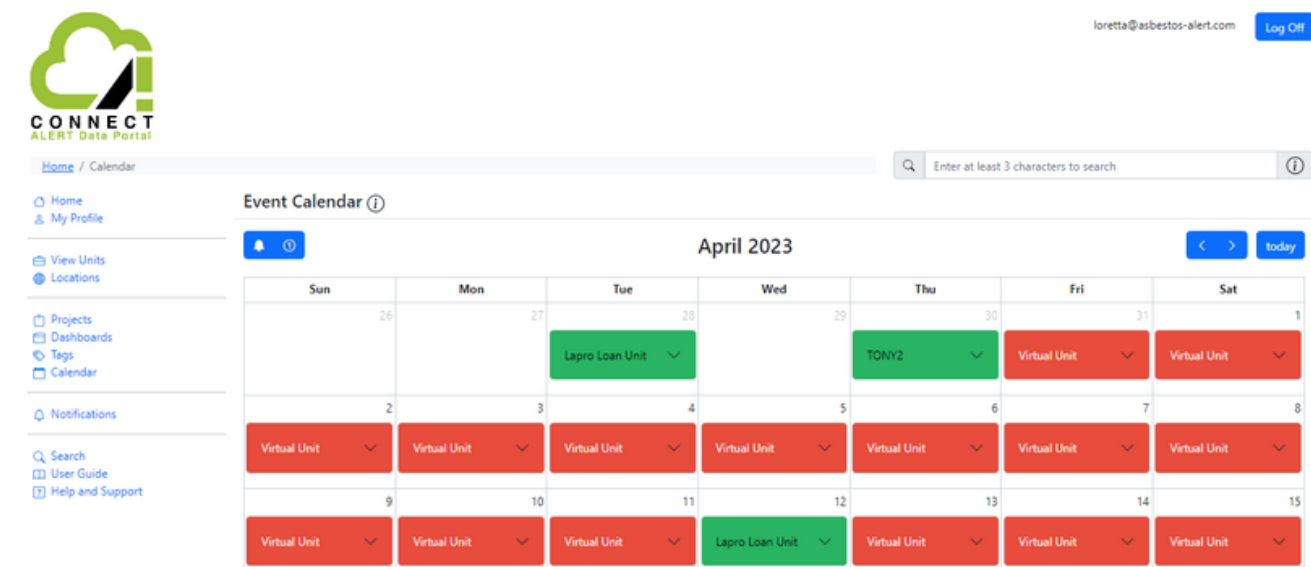 loretta@asbestos-alert.com Log Off
CONNECT
ALERT Data Portal
Home / Calendar
Enter at least 3 characters to search
Home
My Profile
View Units
Locations
Projects
Dashboards
Tags
Calendar
Notifications
Search
User Guide
Help and Support
Event Calendar
April 2023
today
Sun Mon Tue Wed Thu Fri Sat
26 27 28 29 30 31 1
Lapro Loan Unit TONY2 Virtual Unit Virtual Unit
2 3 4 5 6 7 8
Virtual Unit Virtual Unit Virtual Unit Virtual Unit Virtual Unit Virtual Unit Virtual Unit
9 10 11 12 13 14 15
Virtual Unit Virtual Unit Virtual Unit Lapro Loan Unit Virtual Unit Virtual Unit Virtual Unit